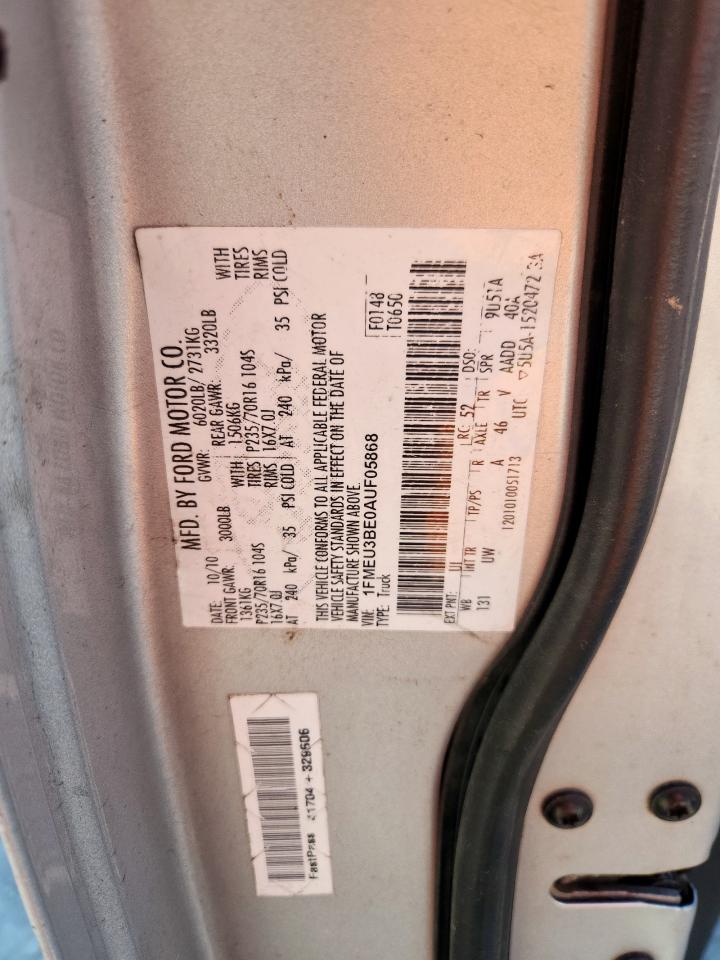 MFD. BY FORD MOTOR CO.
DATE: 10/10 GVWR: 6020LB/ 2731KG
FRONT GAWR: 3000LB REAR GAWR: 3320LB
1361KG WITH 1506KG WITH
P235/70R16 104S TIRES P235/70R16 104S TIRES
16X7.0J RIMS 16X7.0J RIMS
AT 240 kPa/ 35 PSI COLD AT 240 kPa/ 35 PSI COLD
THIS VEHICLE CONFORMS TO ALL APPLICABLE FEDERAL MOTOR
VEHICLE SAFETY STANDARDS IN EFFECT ON THE DATE OF
MANUFACTURE SHOWN ABOVE.
VIN: 1FMEU3BE0AUF05868 F0148
TYPE: Truck T0650
EXT PNT: UI RC: 52 DSO:
WB INT TR TP/PS R AXLE TR SPR 9U51A
131 UW A 46 V AADD 40A
1201010051713 UTC ▽5U5A-1520472
FastPass 41704 + 329606